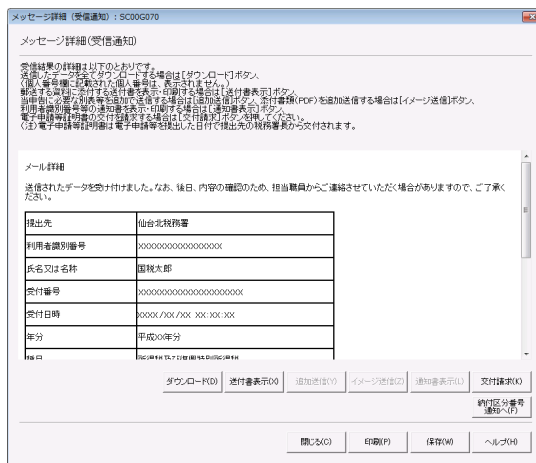 メッセージ詳細（受信通知）：SC00G070
メッセージ詳細(受信通知)
受信結果の詳細は以下のとおりです。
送信したデータを全てダウンロードする場合は[ダウンロード]ボタン、
(個人番号欄に記載された個人番号は、表示されません。)
郵送する資料に添付する送付書を表示・印刷する場合は[送付書表示]ボタン、
当申告に必要な別表等を追加で送信する場合は[追加送信]ボタン、添付書類(PDF)を追加送信する場合は[イメージ送信]ボタン、
利用者識別番号等の通知書を表示・印刷する場合は[通知書表示]ボタン、
電子申請等証明書の交付を請求する場合は[交付請求]ボタンを押してください。
(注)電子申請等証明書は電子申請等を提出した日付で提出先の税務署長から交付されます。
メール詳細
送信されたデータを受け付けました。なお、後日、内容の確認のため、担当職員からご連絡させていただく場合がありますので、ご了承く
ださい。
提出先 仙台北税務署
利用者識別番号 XXXXXXXXXXXXXXXX
氏名又は名称 国税太郎
受付番号 XXXXXXXXXXXXXXXXXXXX
受付日時 XXXX/XX/XX XX:XX:XX
年分 平成XX年分
種目 所得税及び復興特別所得税
ダウンロード(D) 送付書表示(X) 追加送信(V) イメージ送信(Z) 通知書表示(L) 交付請求(K)
納付区分番号
通知へ(F)
閉じる(C) 印刷(P) 保存(W) ヘルプ(H)